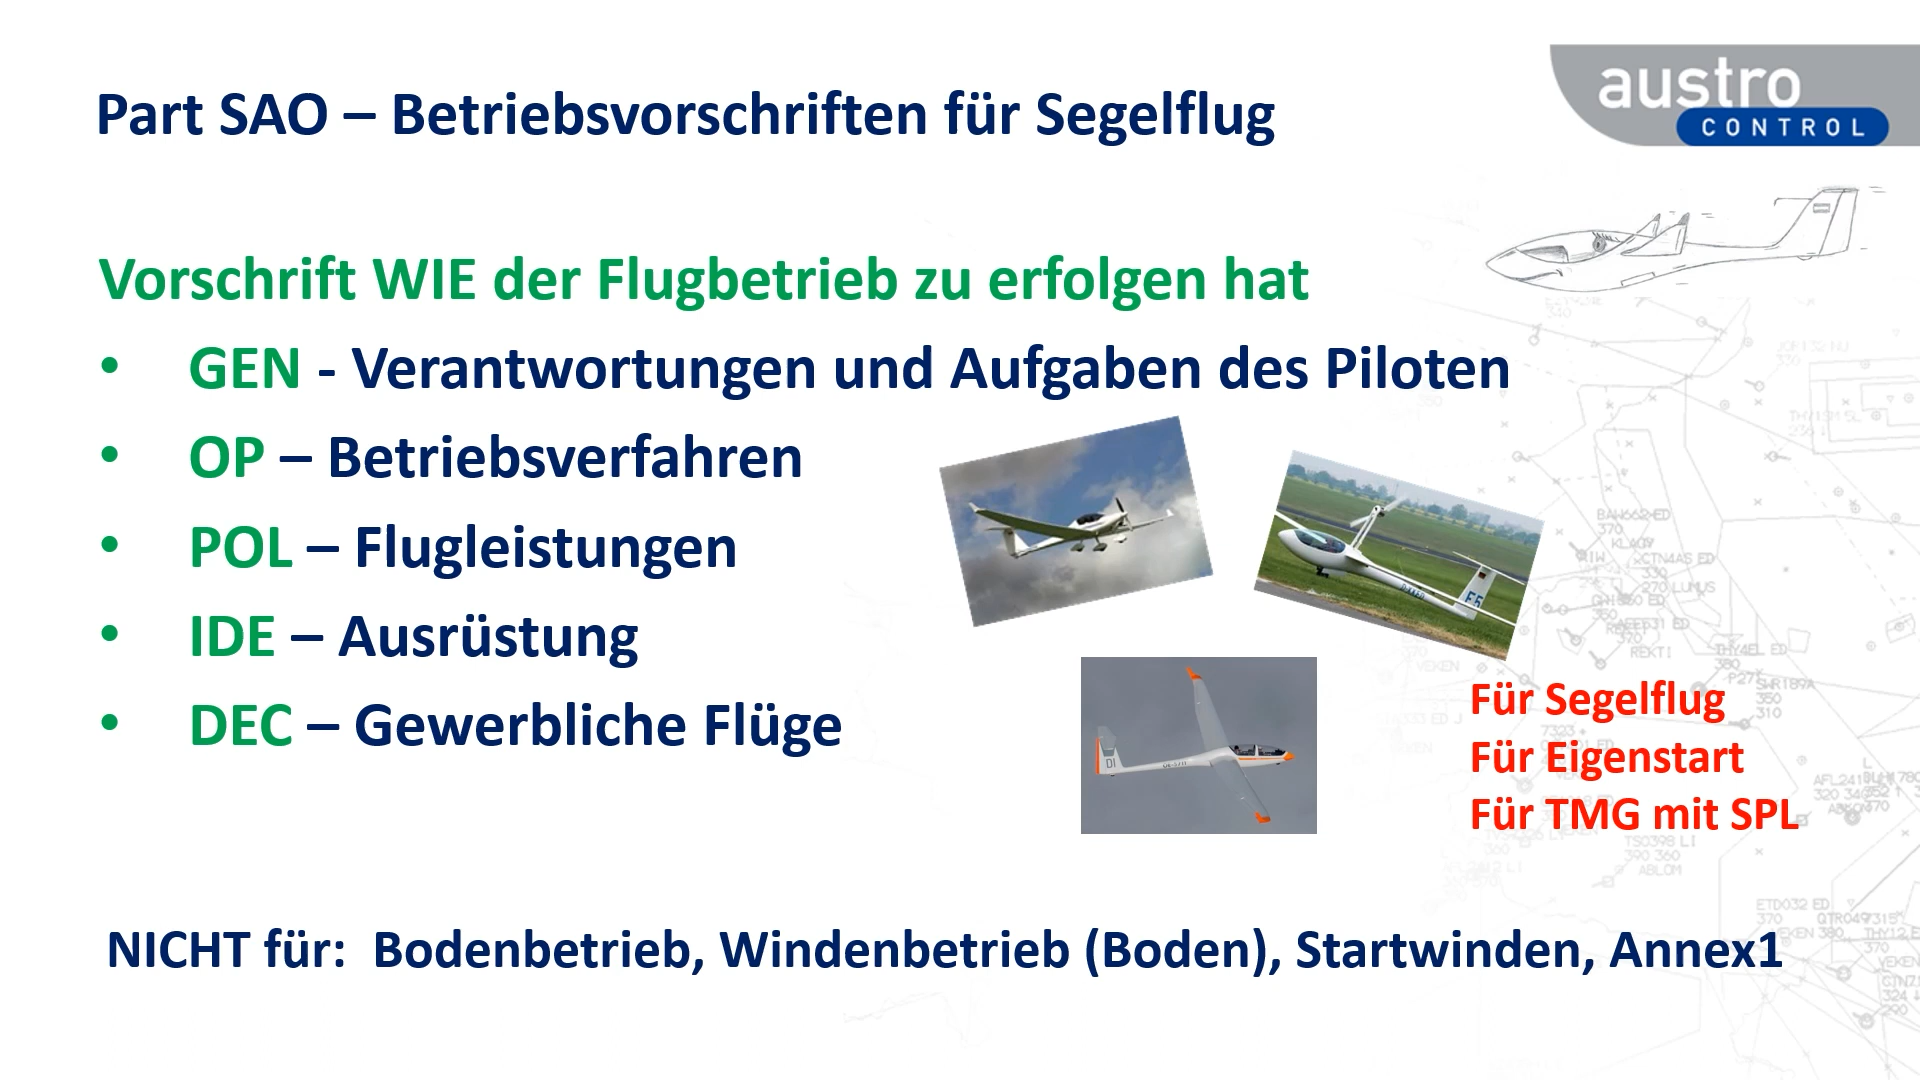 austro
CONTROL
Part SAO – Betriebsvorschriften für Segelflug
Vorschrift WIE der Flugbetrieb zu erfolgen hat
• GEN - Verantwortungen und Aufgaben des Piloten
• OP – Betriebsverfahren
• POL – Flugleistungen
• IDE – Ausrüstung
• DEC – Gewerbliche Flüge
Für Segelflug
Für Eigenstart
Für TMG mit SPL
NICHT für: Bodenbetrieb, Windenbetrieb (Boden), Startwinden, Annex1